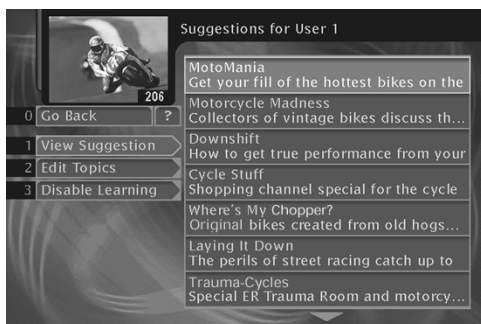 Suggestions for User 1
206
0 Go Back ?
1 View Suggestion
2 Edit Topics
3 Disable Learning
MotoMania
Get your fill of the hottest bikes on the
Motorcycle Madness
Collectors of vintage bikes discuss th...
Downshift
How to get true performance from your
Cycle Stuff
Shopping channel special for the cycle
Where's My Chopper?
Original bikes created from old hogs...
Laying It Down
The perils of street racing catch up to
Trauma-Cycles
Special ER Trauma Room and motorcy...